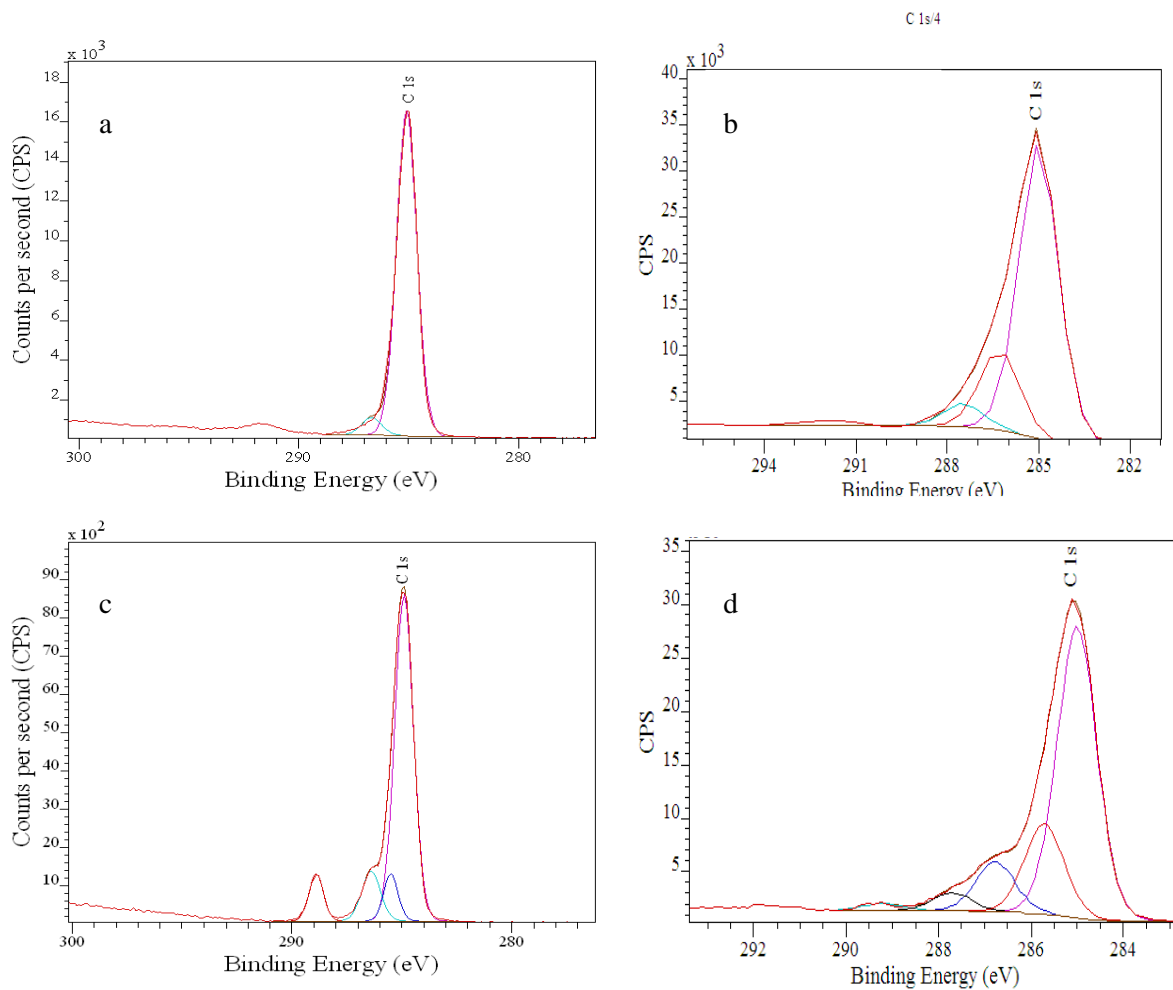 C 1s/4
x 10³
Counts per second (CPS)
18
16
14
12
10
8
6
4
2
a
C 1s
300
290
280
Binding Energy (eV)
x 10³
CPS
40
35
30
25
20
15
10
5
b
C 1s
294
291
288
285
282
Binding Energy (eV)
x 10²
Counts per second (CPS)
90
80
70
60
50
40
30
20
10
c
C 1s
300
290
280
Binding Energy (eV)
CPS
35
30
25
20
15
10
5
d
C 1s
292
290
288
286
284
Binding Energy (eV)